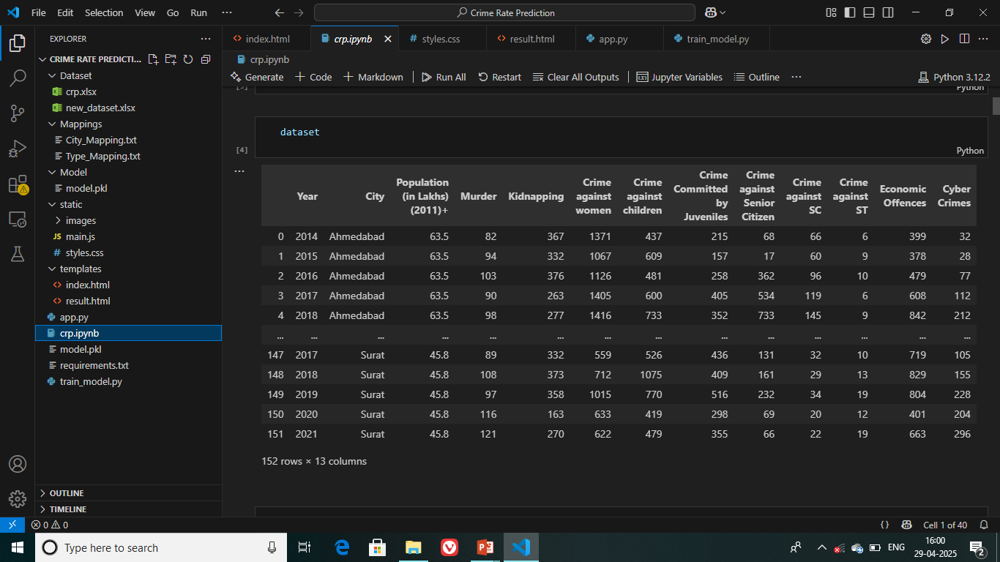 File Edit Selection View Go Run ··· Crime Rate Prediction
EXPLORER ···
index.html crp.ipynb styles.css result.html app.py train_model.py
CRIME RATE PREDICTI...
Dataset
crp.xlsx
new_dataset.xlsx
Mappings
City_Mapping.txt
Type_Mapping.txt
Model
model.pkl
static
images
JS main.js
# styles.css
templates
index.html
result.html
app.py
crp.ipynb
model.pkl
requirements.txt
train_model.py
OUTLINE
TIMELINE
crp.ipynb
Generate + Code + Markdown Run All Restart Clear All Outputs Jupyter Variables Outline ··· Python 3.12.2
Python
dataset
[4]
Python
···
Year City Population (in Lakhs) (2011)+ Murder Kidnapping Crime against women Crime against children Crime Committed by Juveniles Crime against Senior Citizen Crime against SC Crime against ST Economic Offences Cyber Crimes
0 2014 Ahmedabad 63.5 82 367 1371 437 215 68 66 6 399 32
1 2015 Ahmedabad 63.5 94 332 1067 609 157 17 60 9 378 28
2 2016 Ahmedabad 63.5 103 376 1126 481 258 362 96 10 479 77
3 2017 Ahmedabad 63.5 90 263 1405 600 405 534 119 6 608 112
4 2018 Ahmedabad 63.5 98 277 1416 733 352 733 145 9 842 212
... ... ... ... ... ... ... ... ... ... ... ... ... ...
147 2017 Surat 45.8 89 332 559 526 436 131 32 10 719 105
148 2018 Surat 45.8 108 373 712 1075 409 161 29 13 829 155
149 2019 Surat 45.8 97 358 1015 770 516 232 34 19 804 228
150 2020 Surat 45.8 116 163 633 419 298 69 20 12 401 204
151 2021 Surat 45.8 121 270 622 479 355 66 22 19 663 296
152 rows × 13 columns
0 0 {} Cell 1 of 40
Type here to search
ENG 16:00
29-04-2025
2